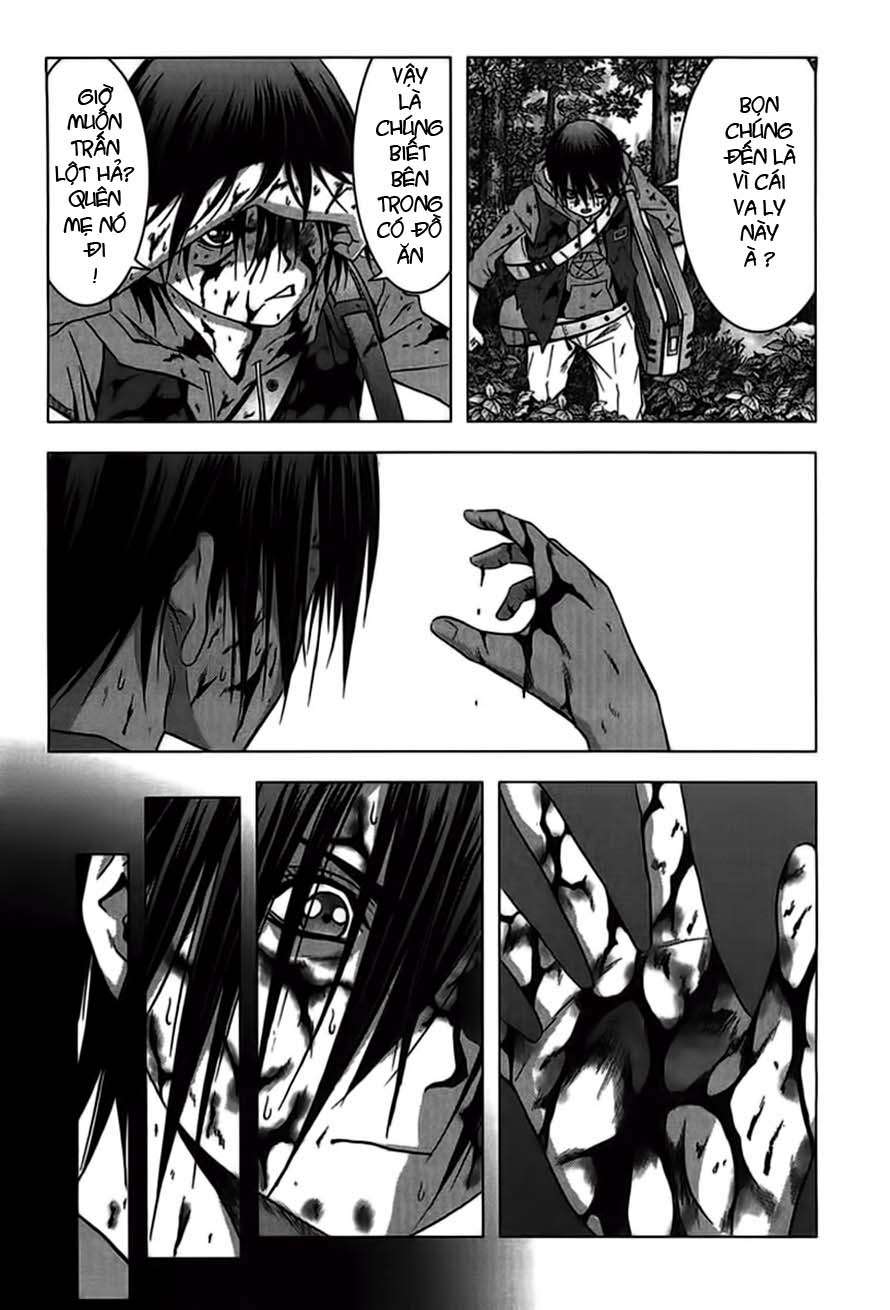 BỌN
CHÚNG
ĐẾN LÀ
VÌ CÁI
VA LY
NÀY
À ?
VẬY
LÀ
CHÚNG
BIẾT
BÊN
TRONG
CÓ ĐỒ
ĂN
GIỜ
MUỐN
TRẤN
LỘT HẢ?
QUÊN
MẸ NÓ
ĐI
!